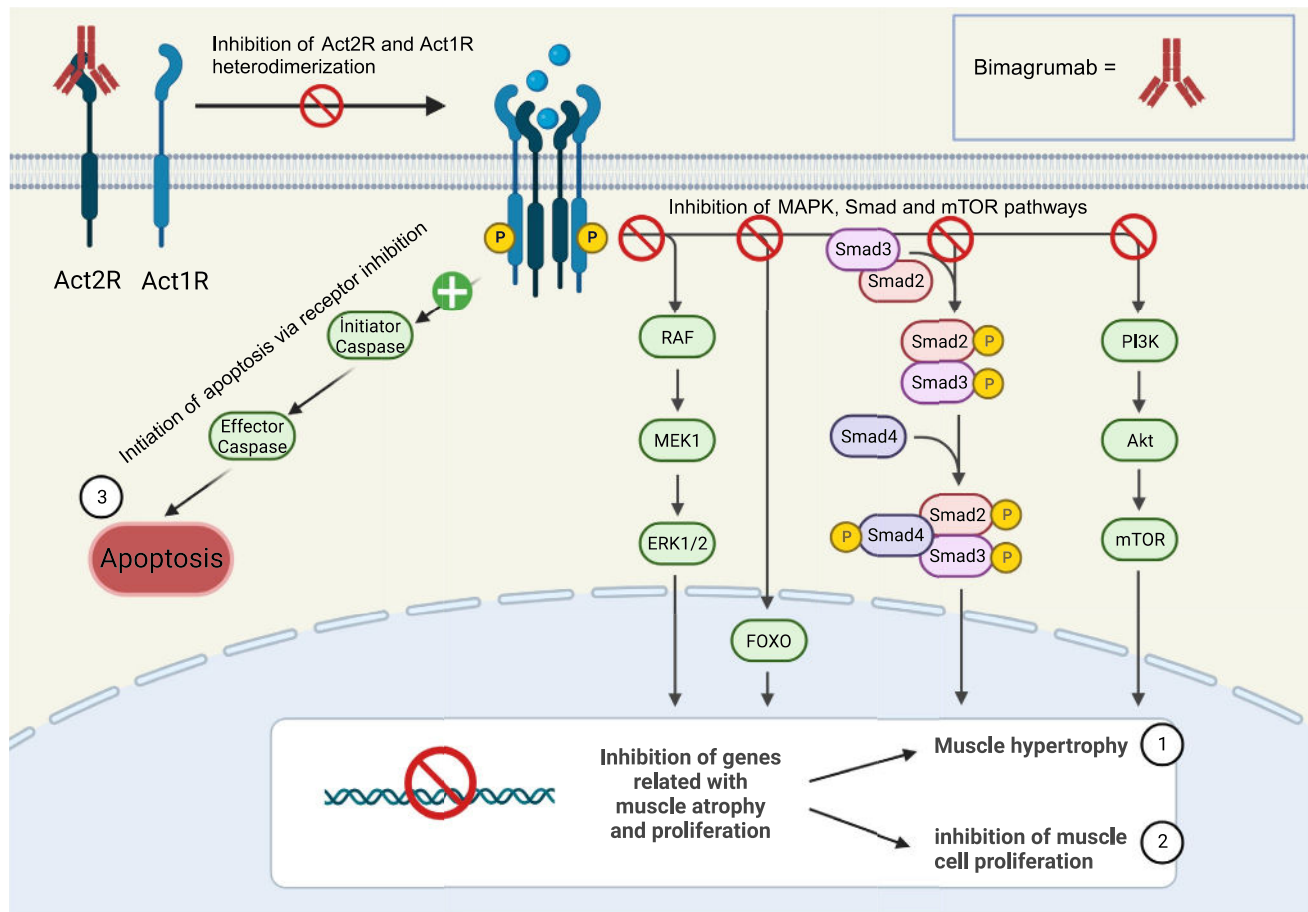 Inhibition of Act2R and Act1R
heterodimerization
Bimagrumab =
Act2R
Act1R
P
P
Inhibition of MAPK, Smad and mTOR pathways
Initiation of apoptosis via receptor inhibition
Initiator
Caspase
Effector
Caspase
3
Apoptosis
RAF
MEK1
ERK1/2
FOXO
Smad3
Smad2
Smad2
P
Smad3
P
Smad4
Smad2
P
P
Smad4
Smad3
P
PI3K
Akt
mTOR
Inhibition of genes
related with
muscle atrophy
and proliferation
Muscle hypertrophy
1
inhibition of muscle
cell proliferation
2